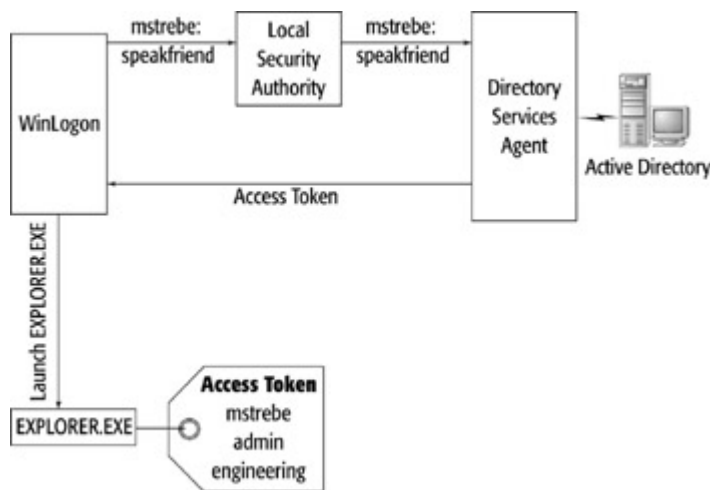 mstrebe:
speakfriend
Local
Security
Authority
mstrebe:
speakfriend
WinLogon
Directory
Services
Agent
Active Directory
Access Token
Launch EXPLORER.EXE
EXPLORER.EXE
Access Token
mstrebe
admin
engineering